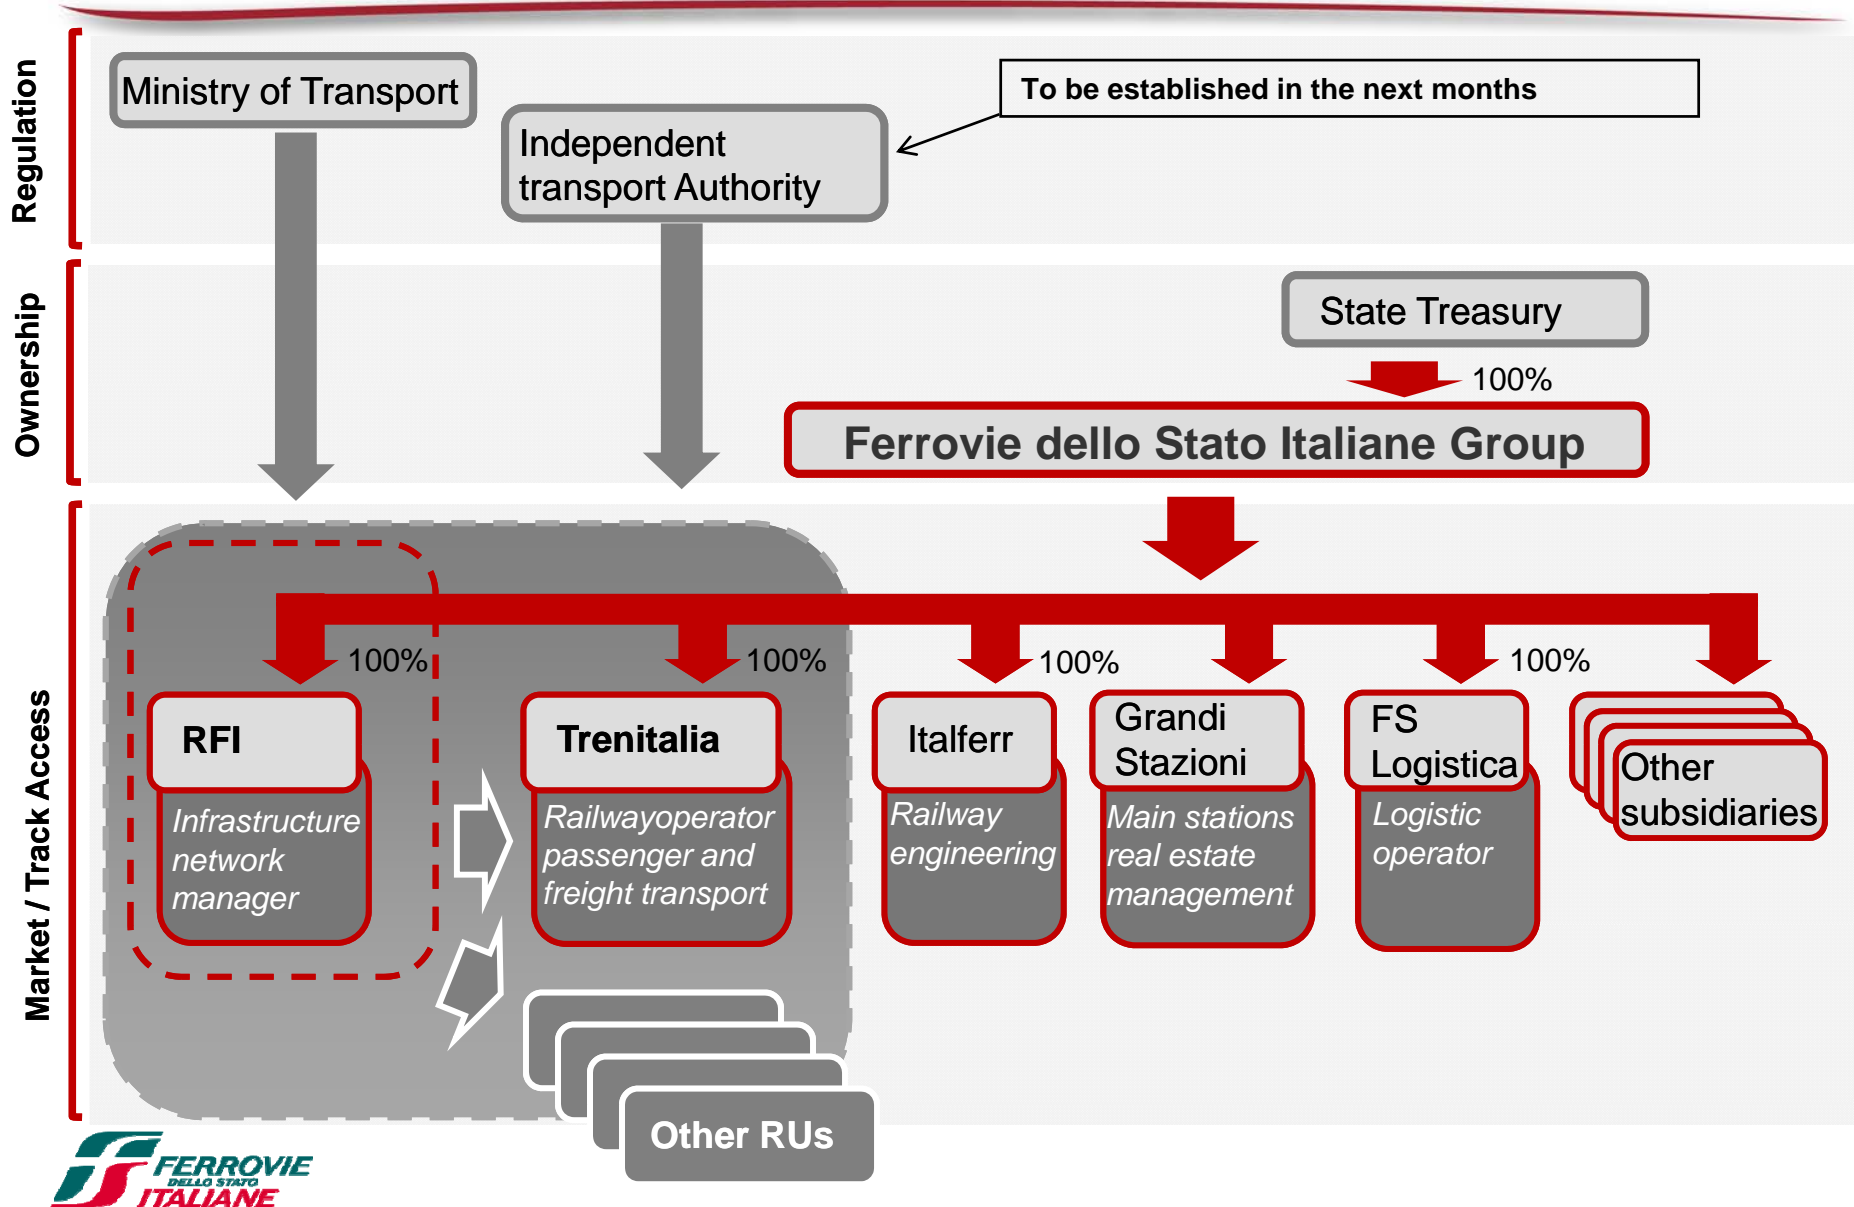 Regulation
Ministry of Transport
Independent
transport Authority
To be established in the next months
Ownership
State Treasury
100%
Ferrovie dello Stato Italiane Group
Market / Track Access
100%
100%
100%
100%
RFI
Infrastructure
network
manager
Trenitalia
Railwayoperator
passenger and
freight transport
Italferr
Railway
engineering
Grandi
Stazioni
Main stations
real estate
management
FS
Logistica
Logistic
operator
Other
subsidiaries
Other RUs
FERROVIE
DELLO STATO
ITALIANE